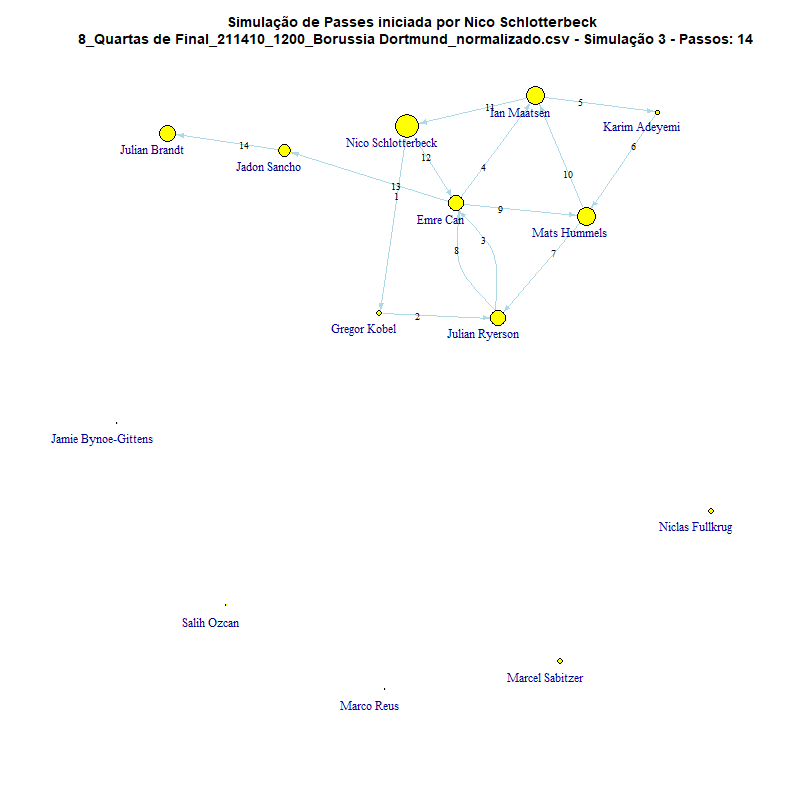 Simulação de Passes iniciada por Nico Schlotterbeck
8_Quartas de Final_211410_1200_Borussia Dortmund_normalizado.csv - Simulação 3 - Passos: 14
11
5
Ian Maatsen
Karim Adeyemi
Nico Schlotterbeck
14
6
Julian Brandt
12
Jadon Sancho
4
10
13
1
9
Emre Can
Mats Hummels
3
8
7
2
Gregor Kobel
Julian Ryerson
Jamie Bynoe-Gittens
Niclas Fullkrug
Salih Ozcan
Marcel Sabitzer
Marco Reus